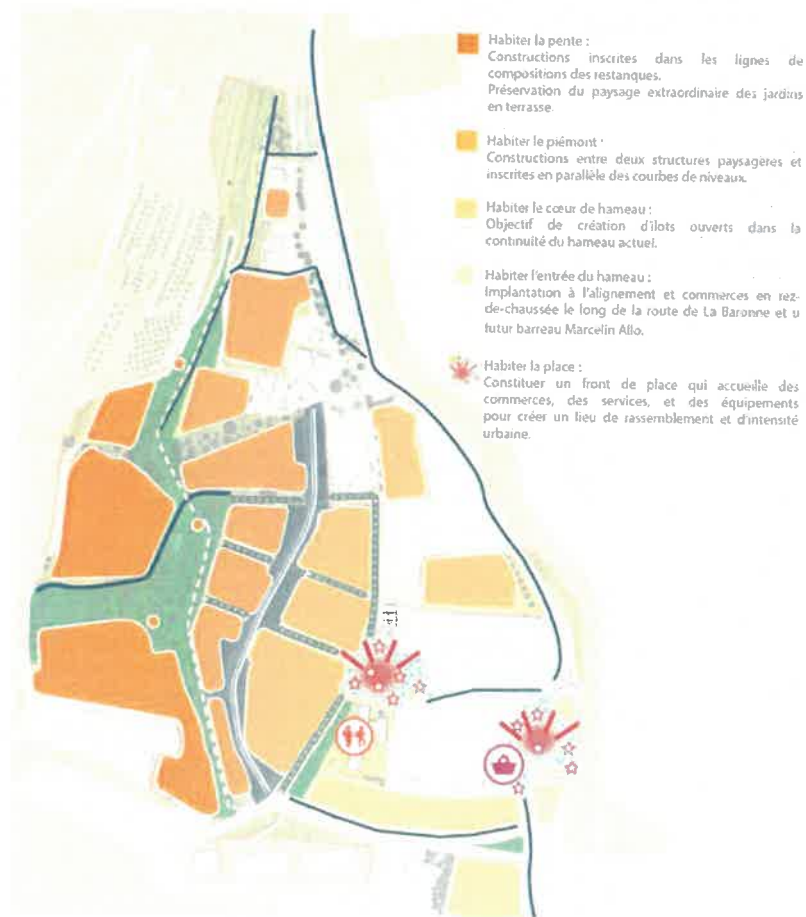 Habiter la pente :
Constructions inscrites dans les lignes de
compositions des restanques.
Préservation du paysage extraordinaire des jardins
en terrasse.
Habiter le piémont :
Constructions entre deux structures paysagères et
inscrites en parallèle des courbes de niveaux.
Habiter le cœur de hameau :
Objectif de création d'îlots ouverts dans la
continuité du hameau actuel.
Habiter l'entrée du hameau :
Implantation à l'alignement et commerces en rez-
de-chaussée le long de la route de La Baronne et u
futur barreau Marcelin Allo.
Habiter la place :
Constituer un front de place qui accueille des
commerces, des services, et des équipements
pour créer un lieu de rassemblement et d'intensité
urbaine.